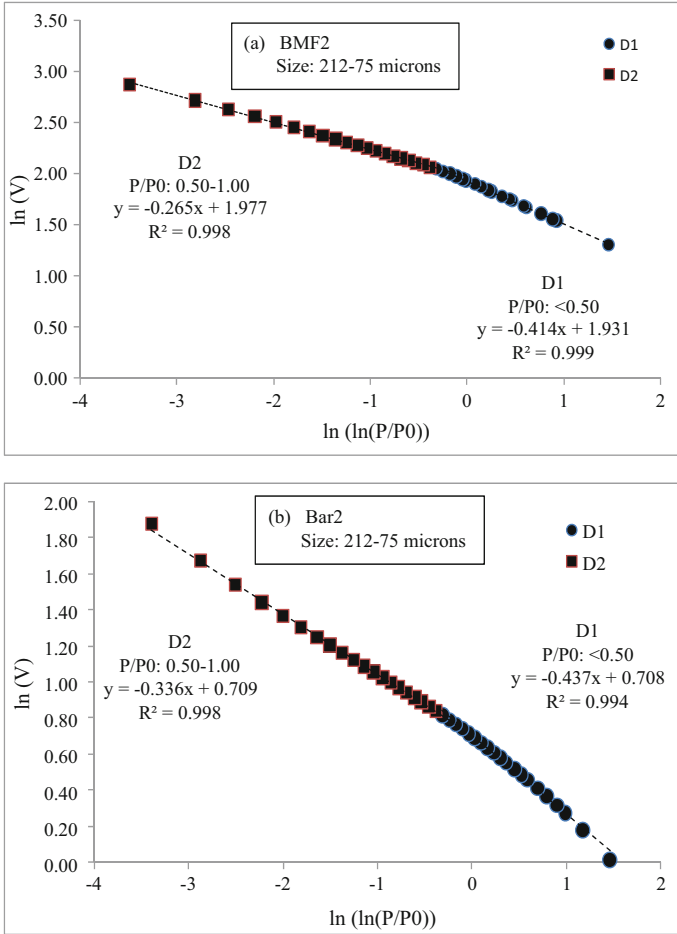 (a) BMF2
Size: 212-75 microns
D1
D2
3.50
3.00
2.50
2.00
1.50
1.00
0.50
0.00
ln (V)
D2
P/P0: 0.50-1.00
y = -0.265x + 1.977
R² = 0.998
D1
P/P0: <0.50
y = -0.414x + 1.931
R² = 0.999
-4 -3 -2 -1 0 1 2
ln (ln(P/P0))
(b) Bar2
Size: 212-75 microns
D1
D2
2.00
1.80
1.60
1.40
1.20
1.00
0.80
0.60
0.40
0.20
0.00
ln (V)
D2
P/P0: 0.50-1.00
y = -0.336x + 0.709
R² = 0.998
D1
P/P0: <0.50
y = -0.437x + 0.708
R² = 0.994
-4 -3 -2 -1 0 1 2
ln (ln(P/P0))